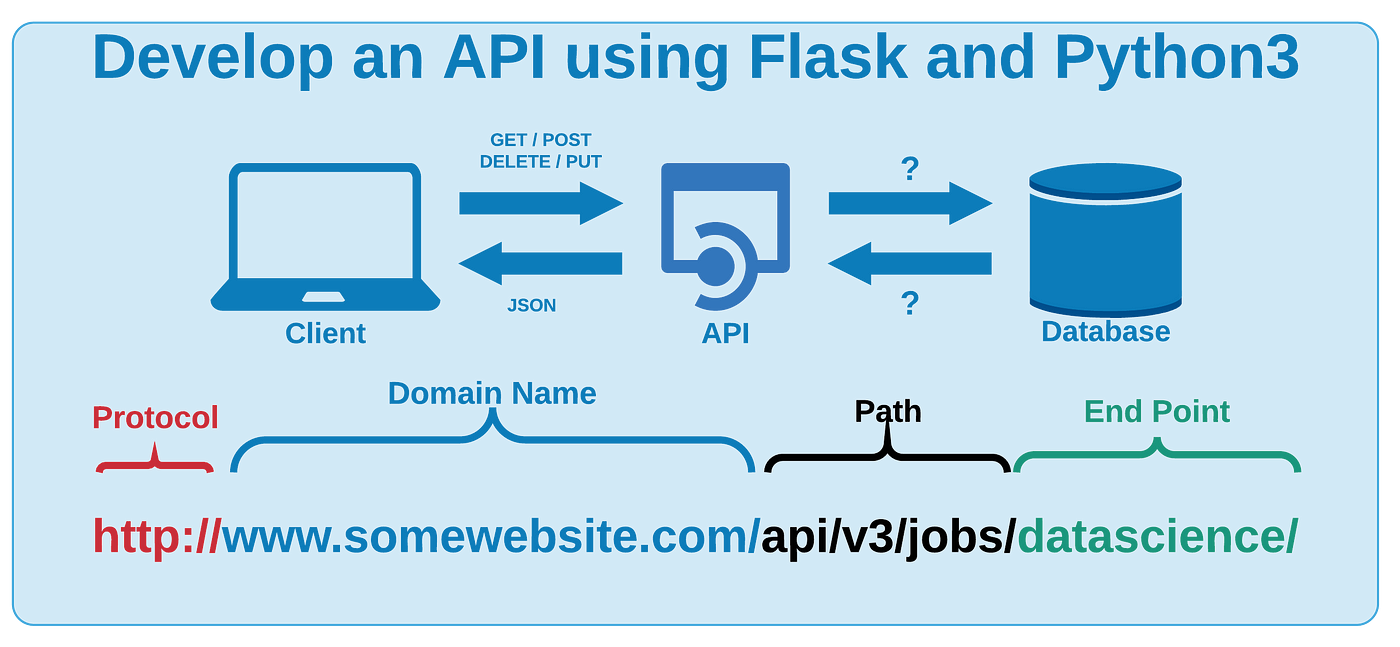 Develop an API using Flask and Python3
GET / POST
DELETE / PUT
?
JSON
?
Client
API
Database
Protocol
Domain Name
Path
End Point
http://www.somewebsite.com/api/v3/jobs/datascience/